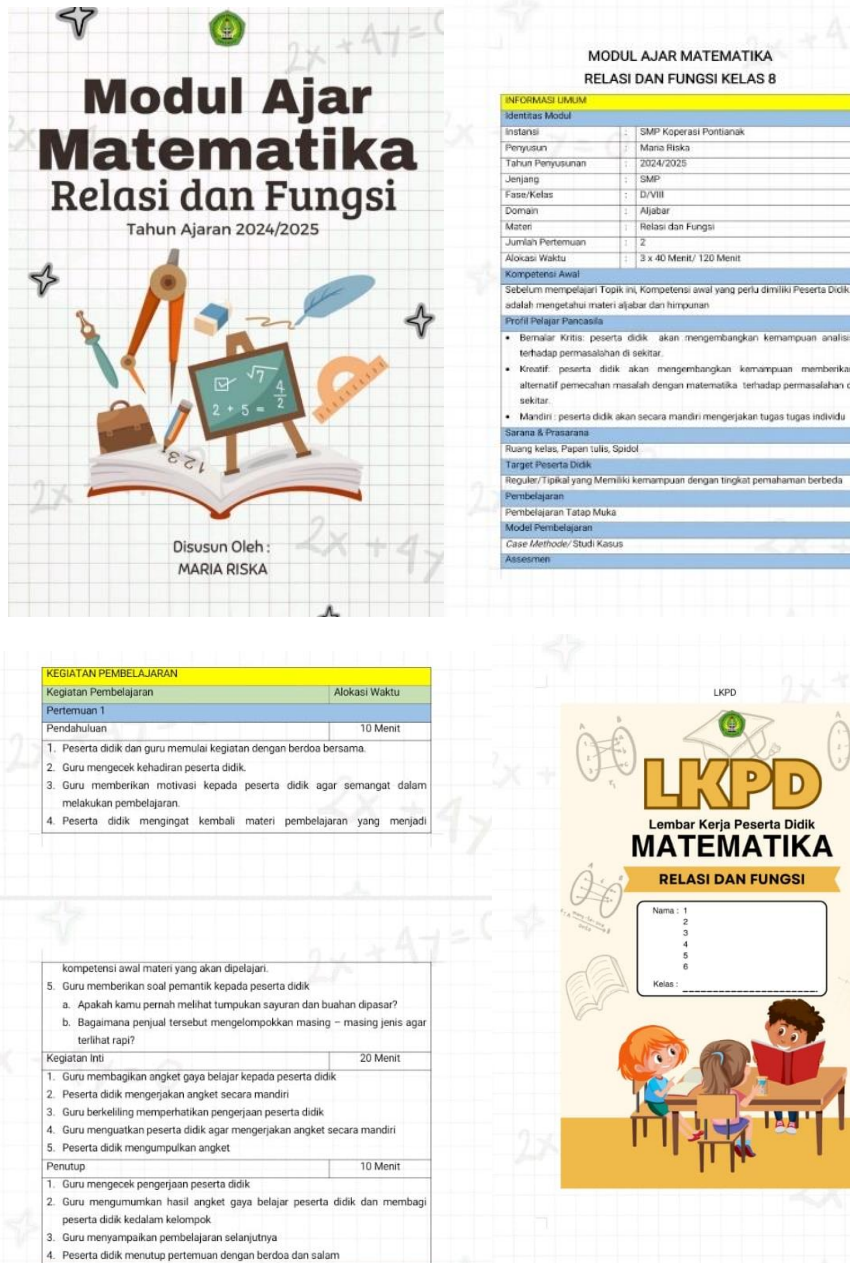 Modul Ajar
Matematika
Relasi dan Fungsi
Tahun Ajaran 2024/2025
Disusun Oleh :
MARIA RISKA
MODUL AJAR MATEMATIKA
RELASI DAN FUNGSI KELAS 8
INFORMASI UMUM
Identitas Modul
Instansi : SMP Koperasi Pontianak
Penyusun : Maria Riska
Tahun Penyusunan : 2024/2025
Jenjang : SMP
Fase/Kelas : D/VIII
Domain : Aljabar
Materi : Relasi dan Fungsi
Jumlah Pertemuan : 2
Alokasi Waktu : 3 x 40 Menit/ 120 Menit
Kompetensi Awal
Sebelum mempelajari Topik ini, Kompetensi awal yang perlu dimiliki Peserta Didik
adalah mengetahui materi aljabar dan himpunan
Profil Pelajar Pancasila
• Bernalar Kritis: peserta didik akan mengembangkan kemampuan analisi
terhadap permasalahan di sekitar.
• Kreatif: peserta didik akan mengembangkan kemampuan memberika
alternatif pemecahan masalah dengan matematika terhadap permasalahan d
sekitar.
• Mandiri : peserta didik akan secara mandiri mengerjakan tugas tugas individu
Sarana & Prasarana
Ruang kelas, Papan tulis, Spidol
Target Peserta Didik
Reguler/Tipikal yang Memiliki kemampuan dengan tingkat pemahaman berbeda
Pembelajaran
Pembelajaran Tatap Muka
Model Pembelajaran
Case Methode/ Studi Kasus
Assesmen
KEGIATAN PEMBELAJARAN
Kegiatan Pembelajaran Alokasi Waktu
Pertemuan 1
Pendahuluan 10 Menit
1. Peserta didik dan guru memulai kegiatan dengan berdoa bersama.
2. Guru mengecek kehadiran peserta didik.
3. Guru memberikan motivasi kepada peserta didik agar semangat dalam
melakukan pembelajaran.
4. Peserta didik mengingat kembali materi pembelajaran yang menjadi
kompetensi awal materi yang akan dipelajari.
5. Guru memberikan soal pemantik kepada peserta didik
a. Apakah kamu pernah melihat tumpukan sayuran dan buahan dipasar?
b. Bagaimana penjual tersebut mengelompokkan masing – masing jenis agar
terlihat rapi?
Kegiatan Inti 20 Menit
1. Guru membagikan angket gaya belajar kepada peserta didik
2. Peserta didik mengerjakan angket secara mandiri
3. Guru berkeliling memperhatikan pengerjaan peserta didik
4. Guru menguatkan peserta didik agar mengerjakan angket secara mandiri
5. Peserta didik mengumpulkan angket
Penutup 10 Menit
1. Guru mengecek pengerjaan peserta didik
2. Guru mengumumkan hasil angket gaya belajar peserta didik dan membagi
peserta didik kedalam kelompok
3. Guru menyampaikan pembelajaran selanjutnya
4. Peserta didik menutup pertemuan dengan berdoa dan salam
LKPD
LKPD
Lembar Kerja Peserta Didik
MATEMATIKA
RELASI DAN FUNGSI
Nama : 1
2
3
4
5
6
Kelas :